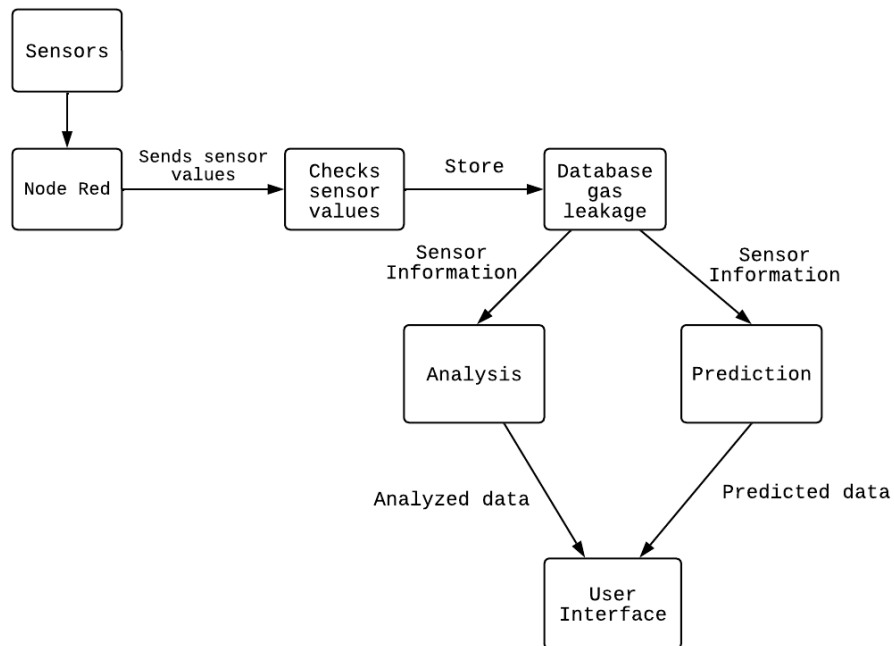 Sensors
Node Red
Sends sensor
values
Checks
sensor
values
Store
Database
gas
leakage
Sensor
Information
Sensor
Information
Analysis
Prediction
Analyzed data
Predicted data
User
Interface